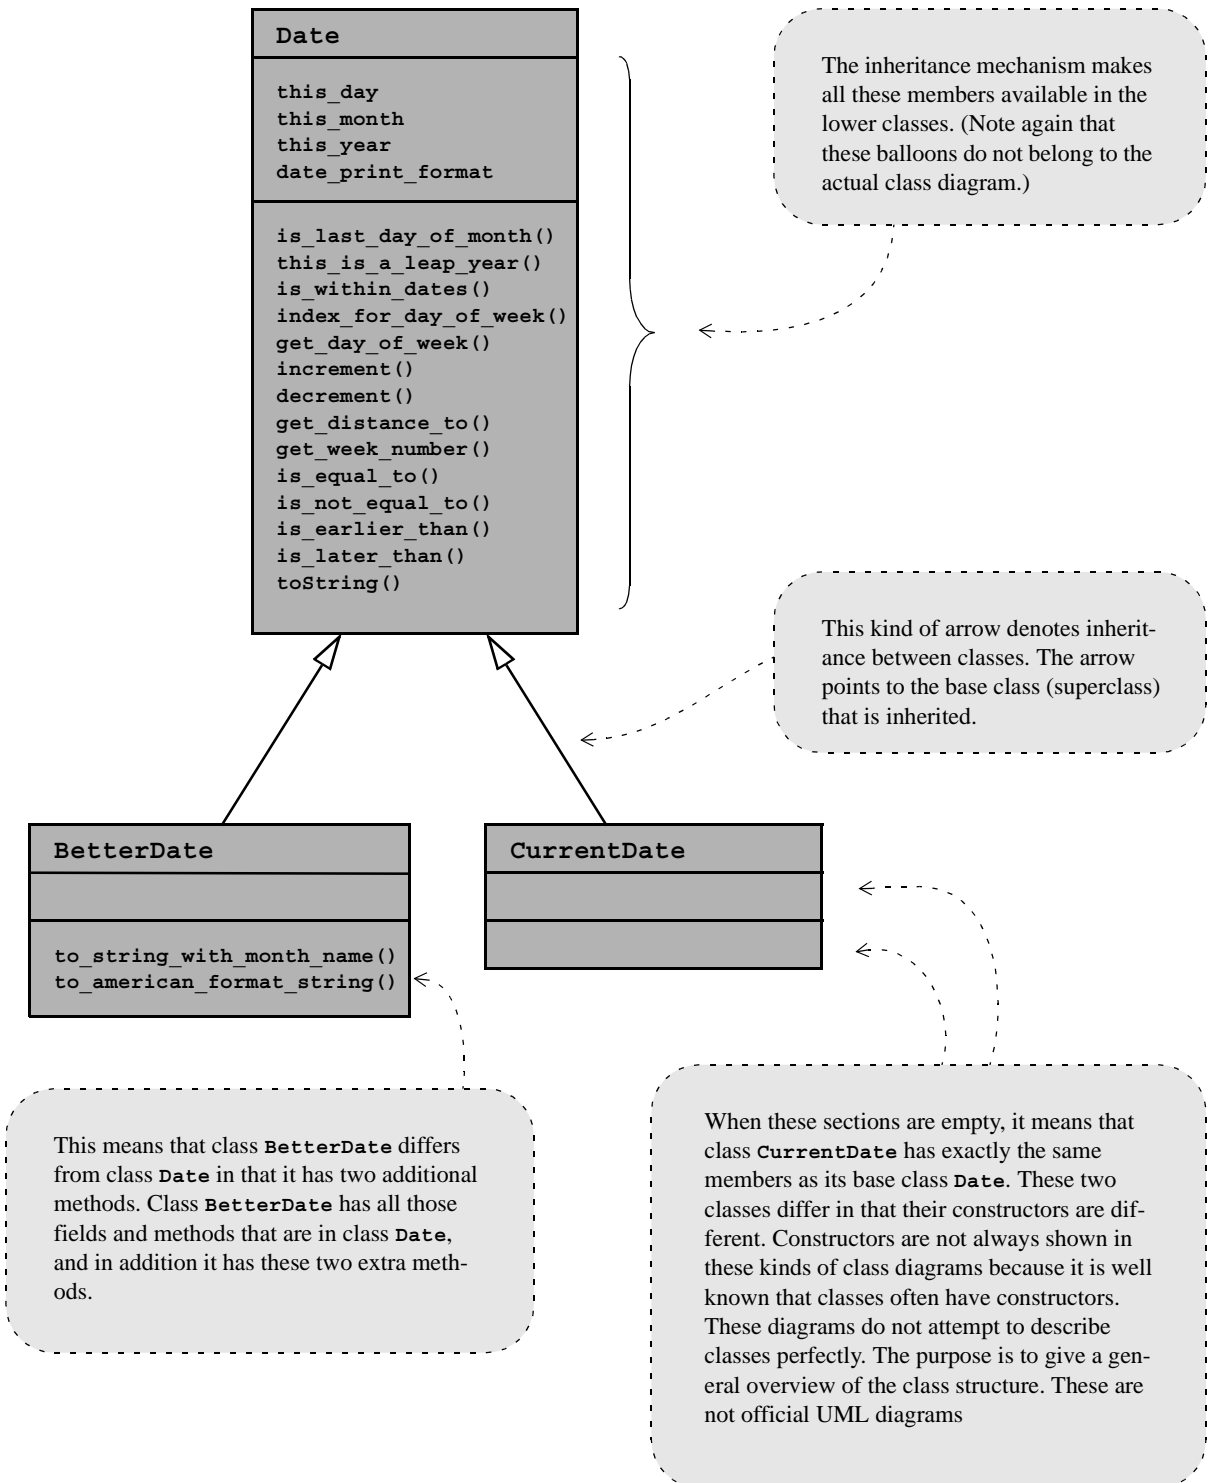 Date
this_day
this_month
this_year
date_print_format
is_last_day_of_month()
this_is_a_leap_year()
is_within_dates()
index_for_day_of_week()
get_day_of_week()
increment()
decrement()
get_distance_to()
get_week_number()
is_equal_to()
is_not_equal_to()
is_earlier_than()
is_later_than()
toString()
The inheritance mechanism makes
all these members available in the
lower classes. (Note again that
these balloons do not belong to the
actual class diagram.)
This kind of arrow denotes inherit-
ance between classes. The arrow
points to the base class (superclass)
that is inherited.
BetterDate
to_string_with_month_name()
to_american_format_string()
CurrentDate
This means that class BetterDate differs
from class Date in that it has two additional
methods. Class BetterDate has all those
fields and methods that are in class Date,
and in addition it has these two extra meth-
ods.
When these sections are empty, it means that
class CurrentDate has exactly the same
members as its base class Date. These two
classes differ in that their constructors are dif-
ferent. Constructors are not always shown in
these kinds of class diagrams because it is well
known that classes often have constructors.
These diagrams do not attempt to describe
classes perfectly. The purpose is to give a gen-
eral overview of the class structure. These are
not official UML diagrams